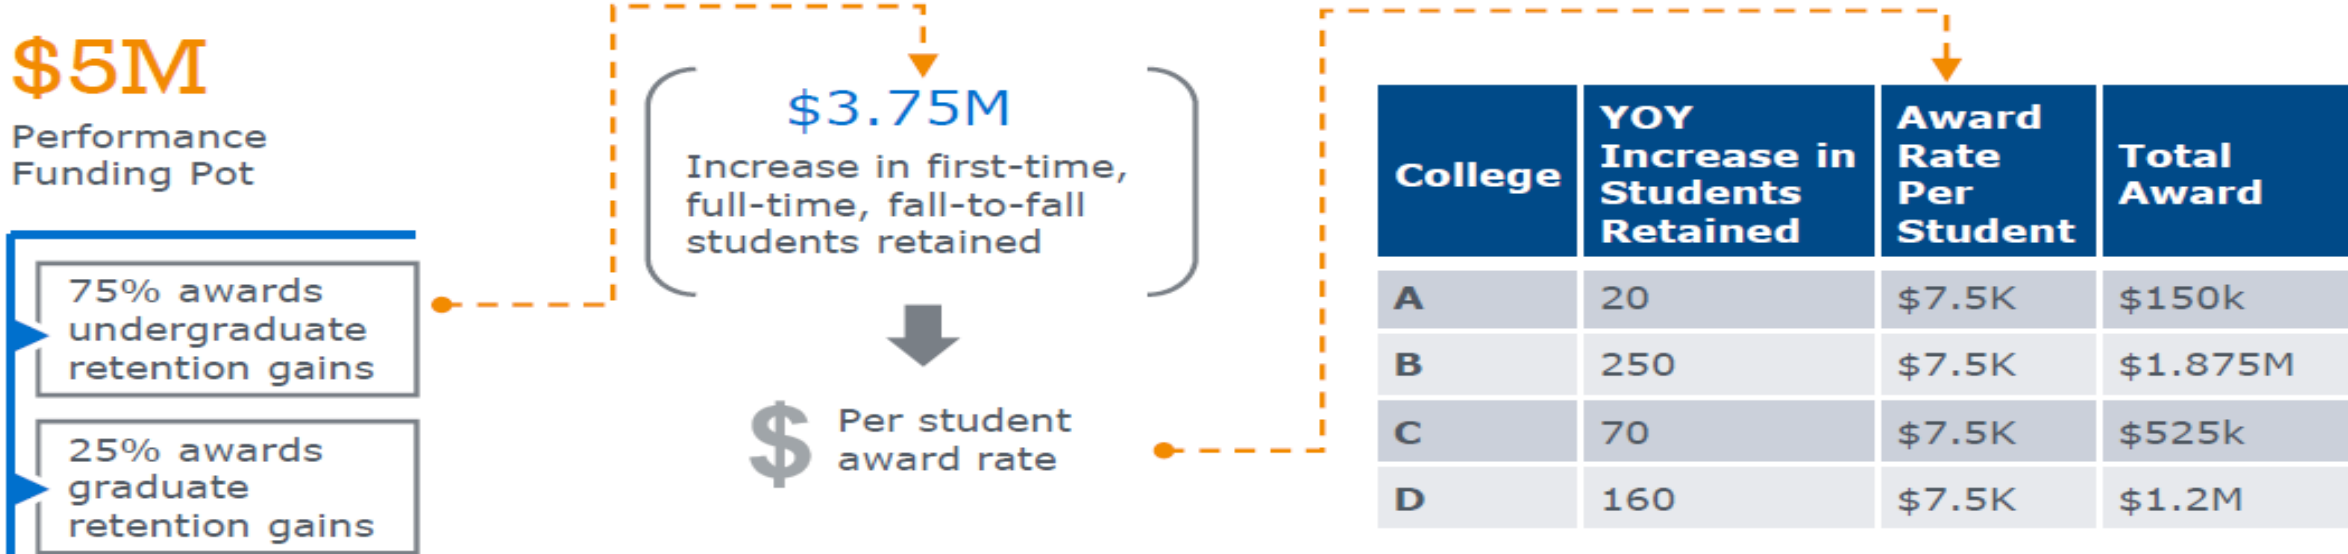 $5M
Performance
Funding Pot
75% awards
undergraduate
retention gains
25% awards
graduate
retention gains
$3.75M
Increase in first-time,
full-time, fall-to-fall
students retained
$ Per student
award rate
College
YOY
Increase in
Students
Retained
Award
Rate
Per
Student
Total
Award
A 20 $7.5K $150k
B 250 $7.5K $1.875M
C 70 $7.5K $525k
D 160 $7.5K $1.2M